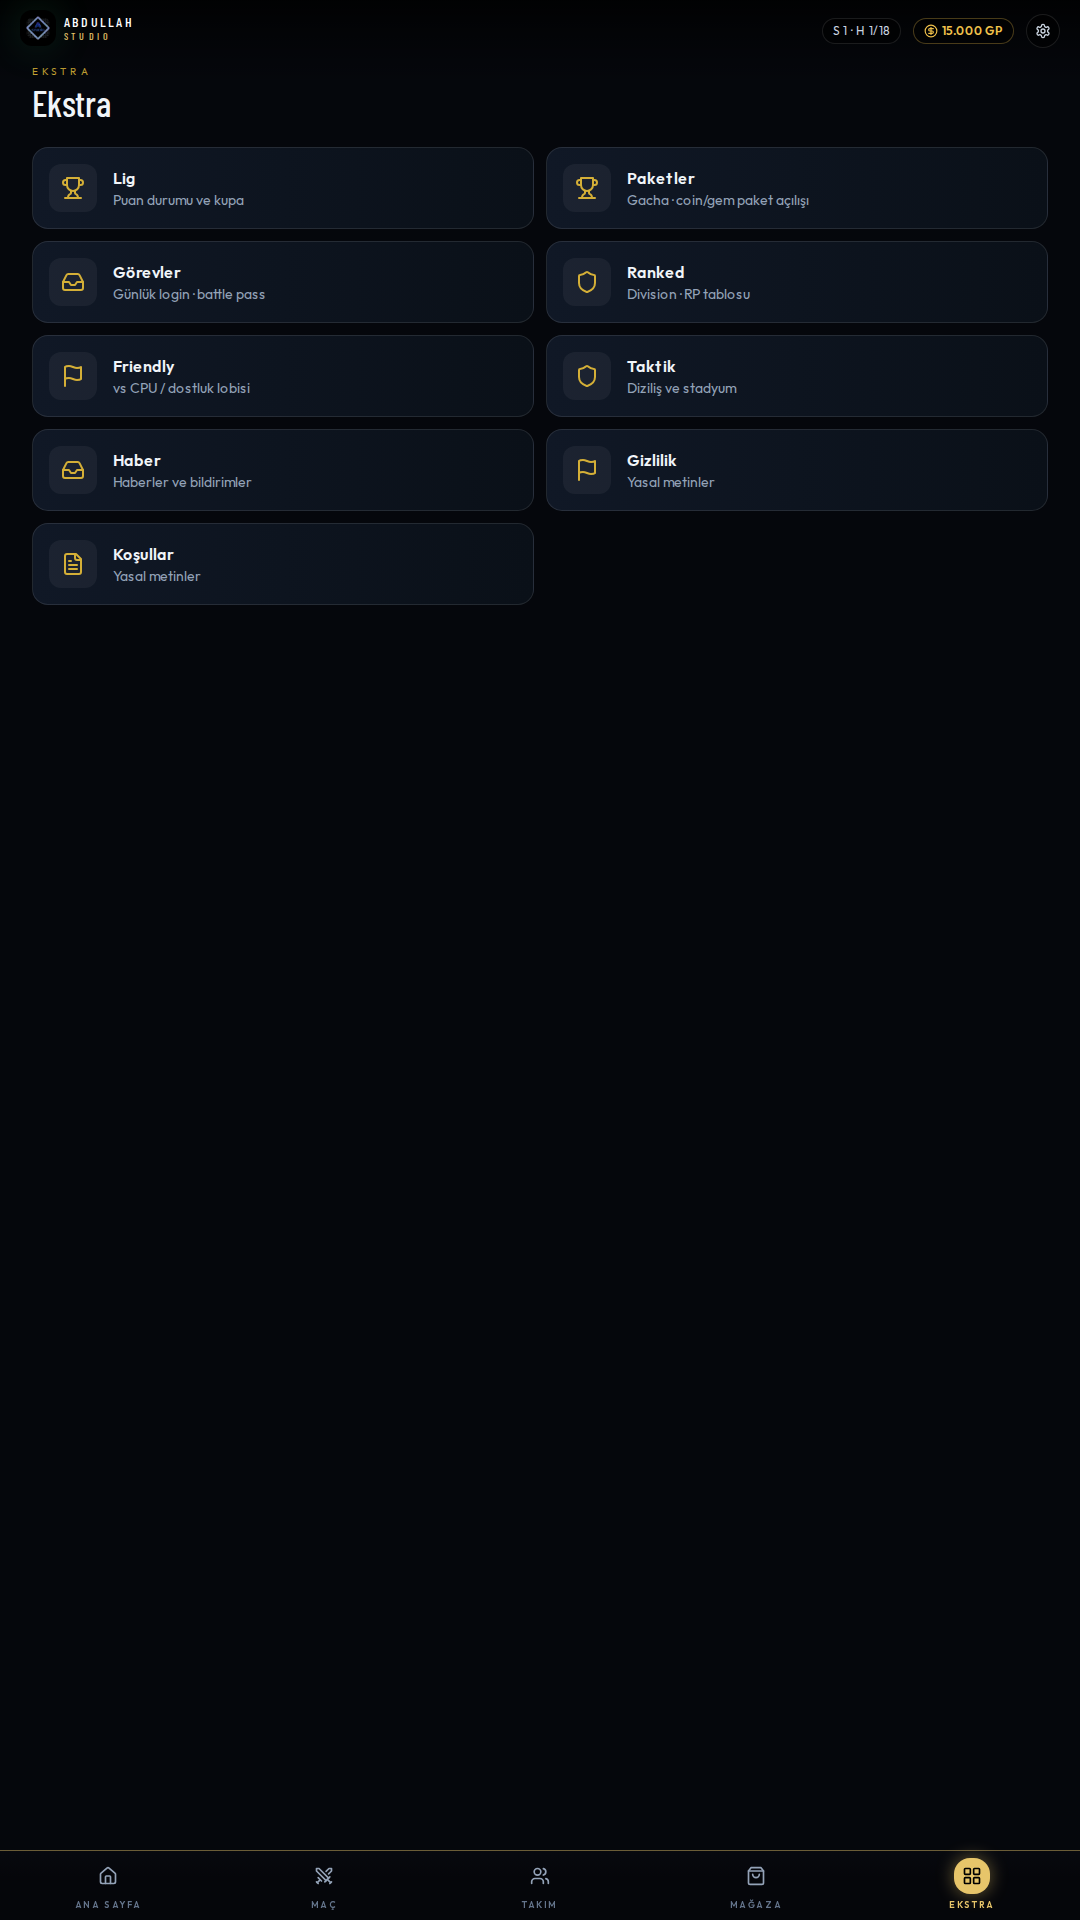 ABDULLAH
STUDIO
S 1 · H 1/18
15.000 GP
EKSTRA
Ekstra
Lig
Puan durumu ve kupa
Paketler
Gacha · coin/gem paket açılışı
Görevler
Günlük login · battle pass
Ranked
Division · RP tablosu
Friendly
vs CPU / dostluk lobisi
Taktik
Diziliş ve stadyum
Haber
Haberler ve bildirimler
Gizlilik
Yasal metinler
Koşullar
Yasal metinler
ANA SAYFA
MAÇ
TAKIM
MAĞAZA
EKSTRA